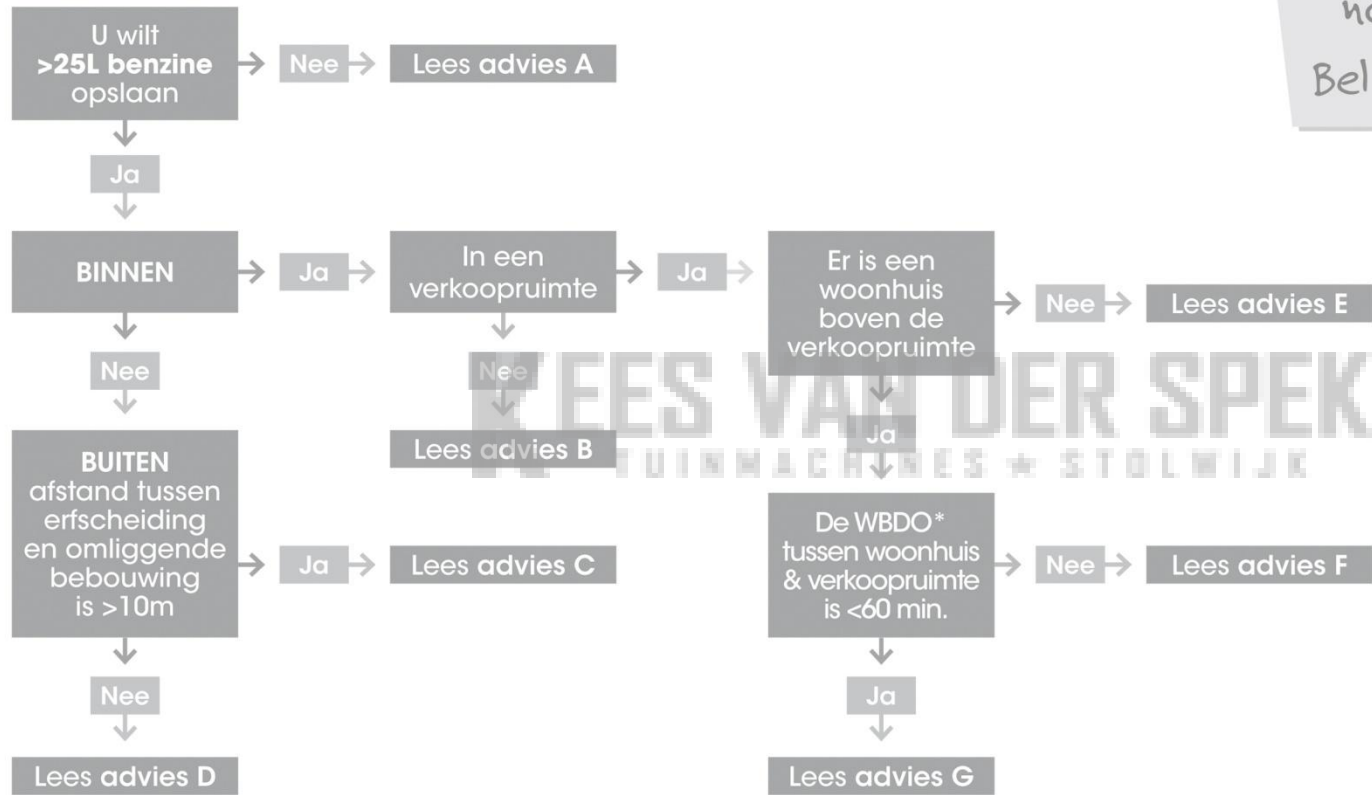 U wilt
>25L benzine
opslaan
Nee
Lees advies A
Bel
Ja
BINNEN
Ja
In een
verkoopruimte
Ja
Er is een
woonhuis
boven de
verkoopruimte
Nee
Lees advies E
Nee
Nee
Lees advies B
Ja
KEES VAN DER SPEK
TUINMACHINES ★ STOLWIJK
BUITEN
afstand tussen
erfscheiding
en omliggende
bebouwing
is >10m
Ja
Lees advies C
De WBDO*
tussen woonhuis
& verkoopruimte
is <60 min.
Nee
Lees advies F
Nee
Lees advies D
Ja
Lees advies G